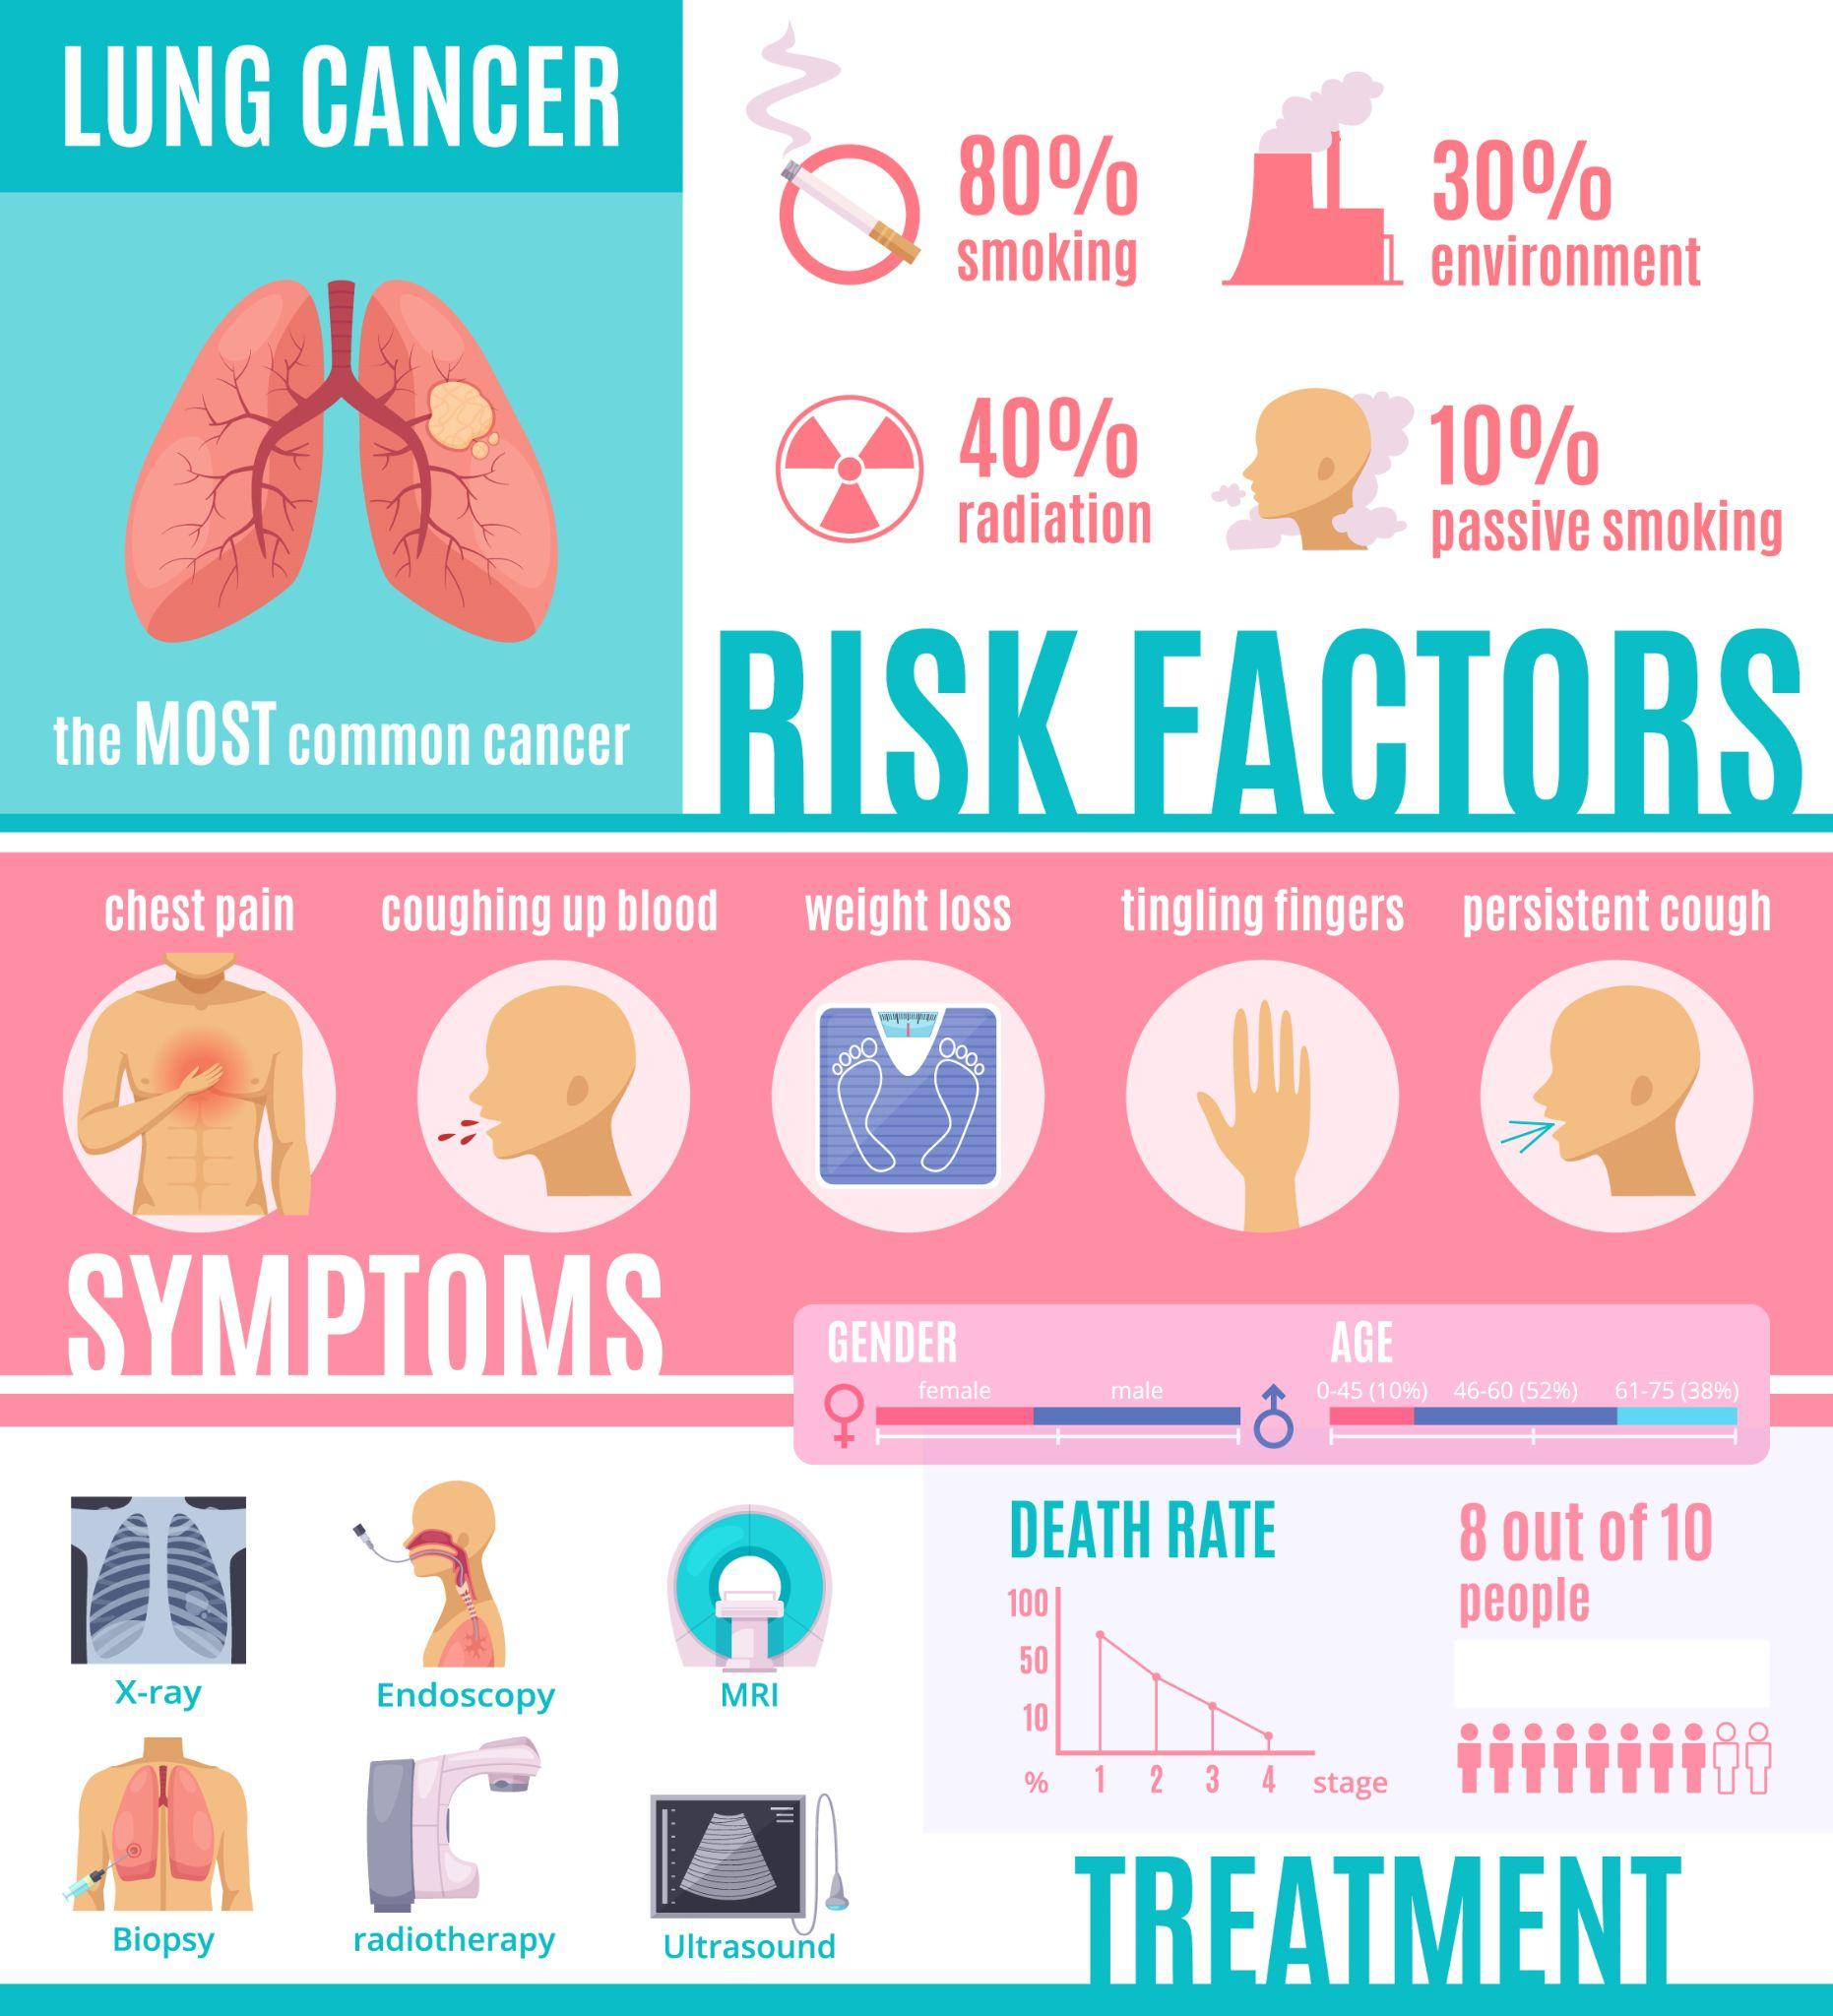 LUNG CANCER
the MOST common cancer
80%
smoking
30%
environment
40%
radiation
10%
passive smoking
RISK FACTORS
chest pain
coughing up blood
weight loss
tingling fingers
persistent cough
SYMPTOMS
GENDER
female
male
AGE
0-45 (10%)
46-60 (52%)
61-75 (38%)
X-ray
Endoscopy
MRI
Biopsy
radiotherapy
Ultrasound
DEATH RATE
100
50
10
%
1
2
3
4
stage
8 out of 10
people
TREATMENT